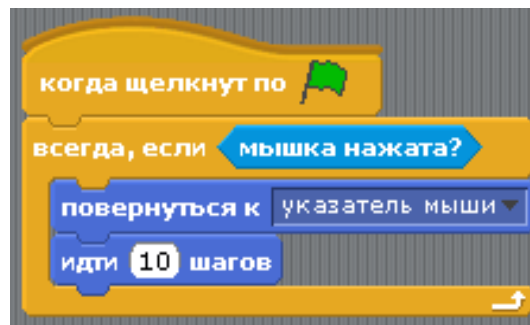 когда щелкнут по
всегда, если мышка нажата?
повернуться к указатель мыши
идти 10 шагов